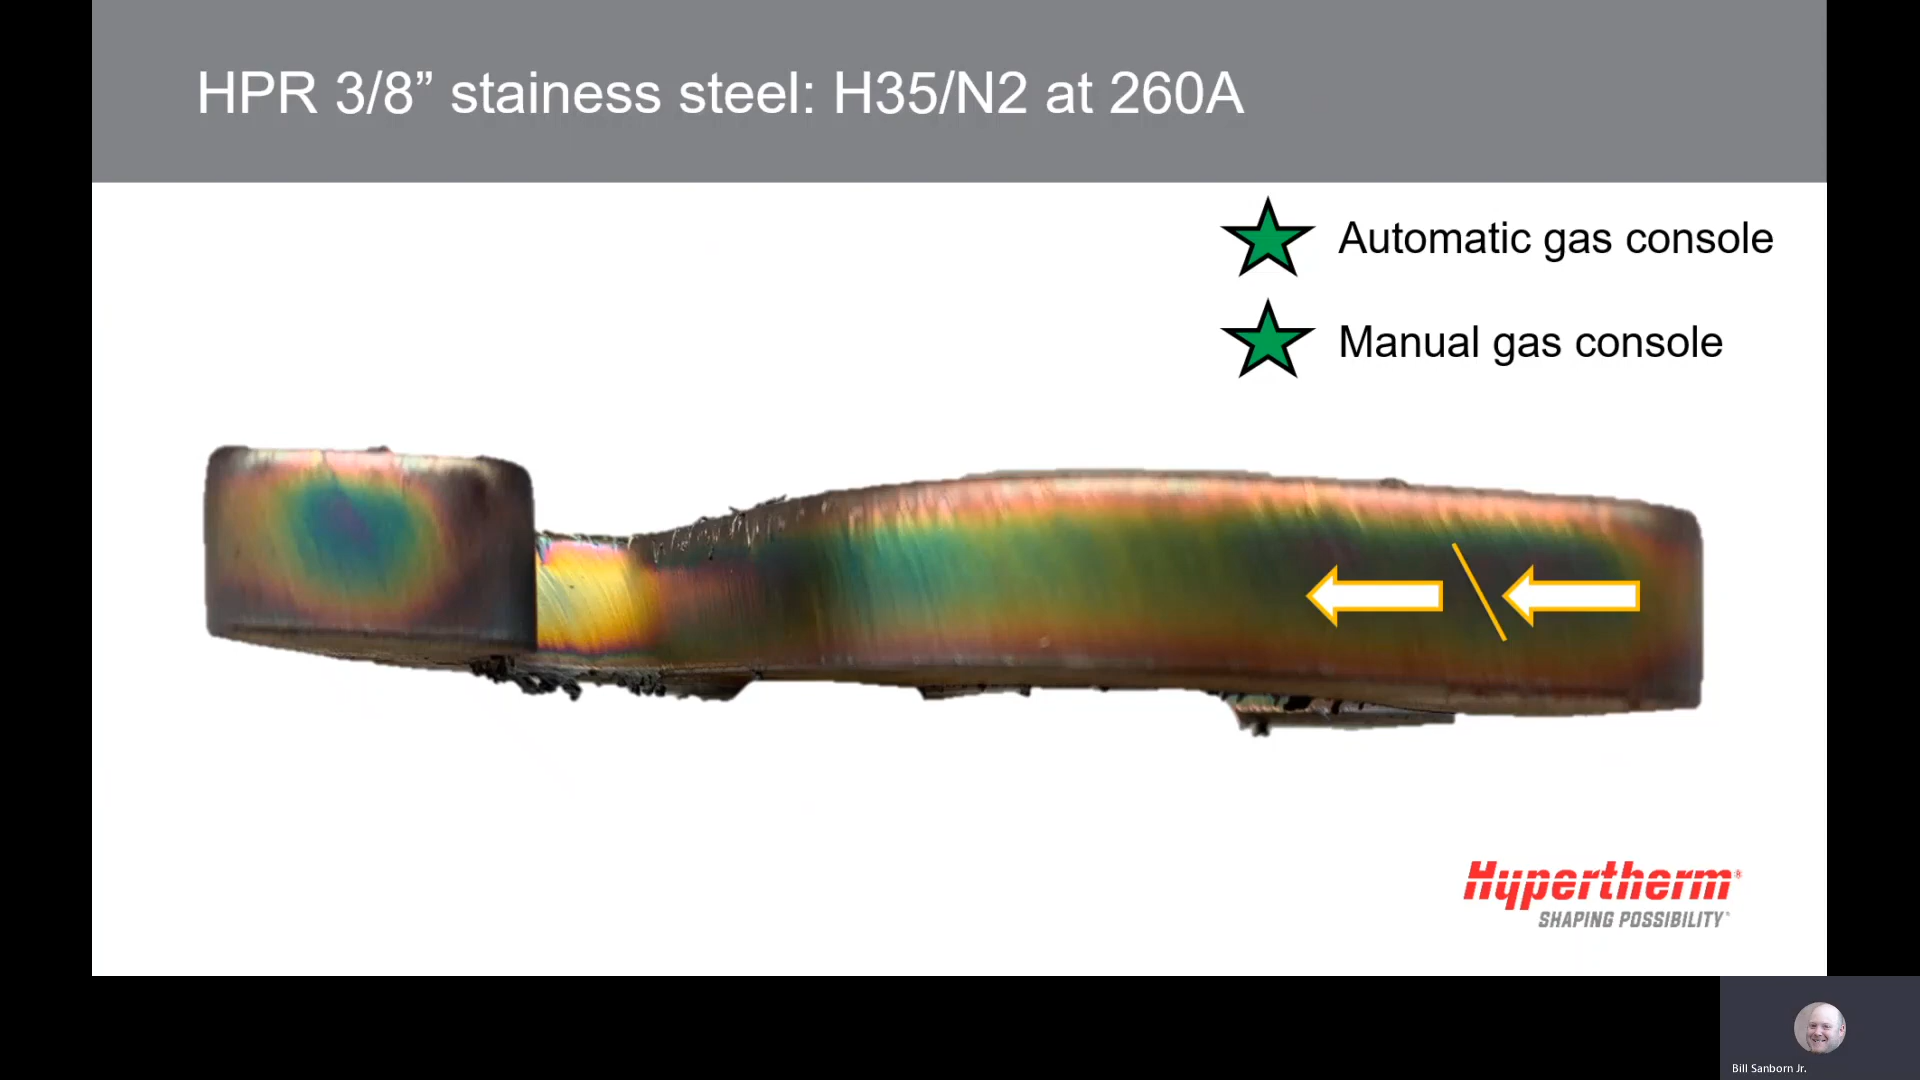 HPR 3/8” stainess steel: H35/N2 at 260A
Automatic gas console
Manual gas console
Hypertherm®
SHAPING POSSIBILITY®
Bill Sanborn Jr.